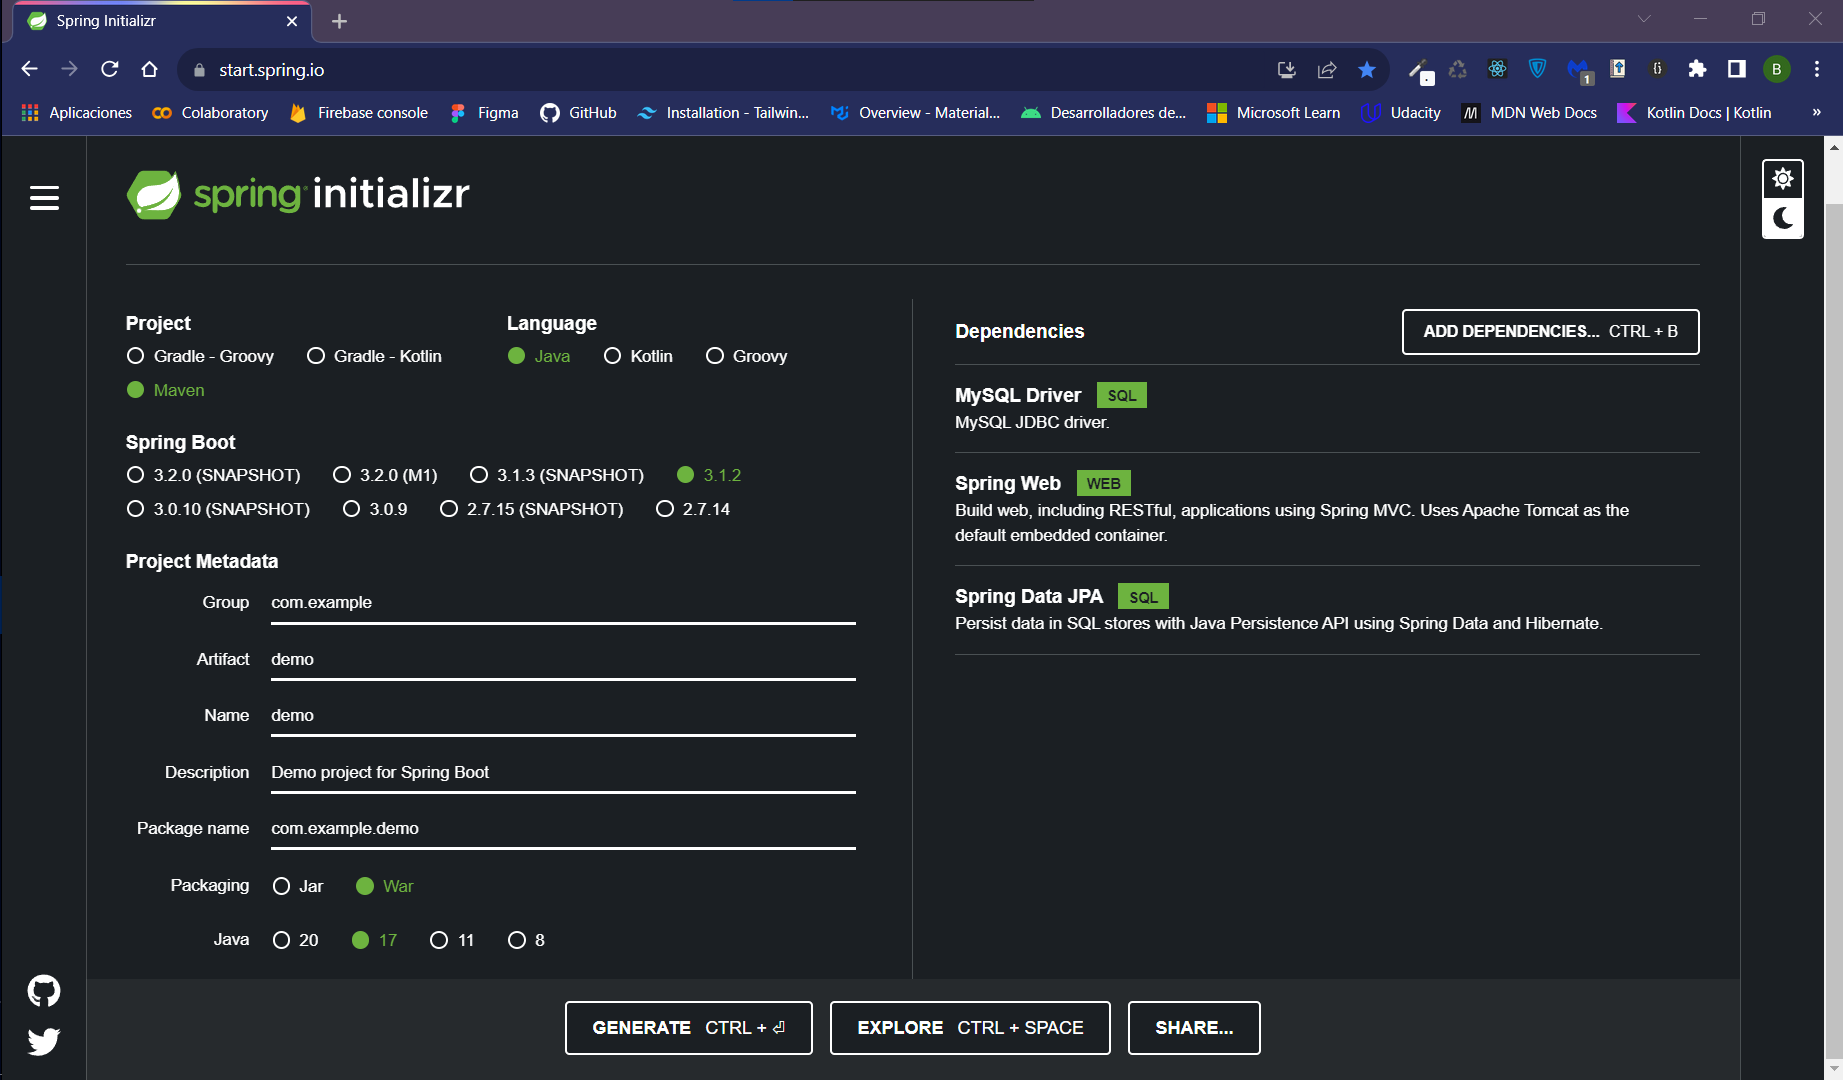 Spring Initializr
start.spring.io
1
B
Aplicaciones Colaboratory Firebase console Figma GitHub Installation - Tailwin... Overview - Material... Desarrolladores de... Microsoft Learn Udacity MDN Web Docs Kotlin Docs | Kotlin »
spring initializr
Project
Gradle - Groovy Gradle - Kotlin
Maven
Language
Java Kotlin Groovy
Spring Boot
3.2.0 (SNAPSHOT) 3.2.0 (M1) 3.1.3 (SNAPSHOT) 3.1.2
3.0.10 (SNAPSHOT) 3.0.9 2.7.15 (SNAPSHOT) 2.7.14
Project Metadata
Group com.example
Artifact demo
Name demo
Description Demo project for Spring Boot
Package name com.example.demo
Packaging Jar War
Java 20 17 11 8
Dependencies
ADD DEPENDENCIES... CTRL + B
MySQL Driver SQL
MySQL JDBC driver.
Spring Web WEB
Build web, including RESTful, applications using Spring MVC. Uses Apache Tomcat as the
default embedded container.
Spring Data JPA SQL
Persist data in SQL stores with Java Persistence API using Spring Data and Hibernate.
GENERATE CTRL + ⏎
EXPLORE CTRL + SPACE
SHARE...